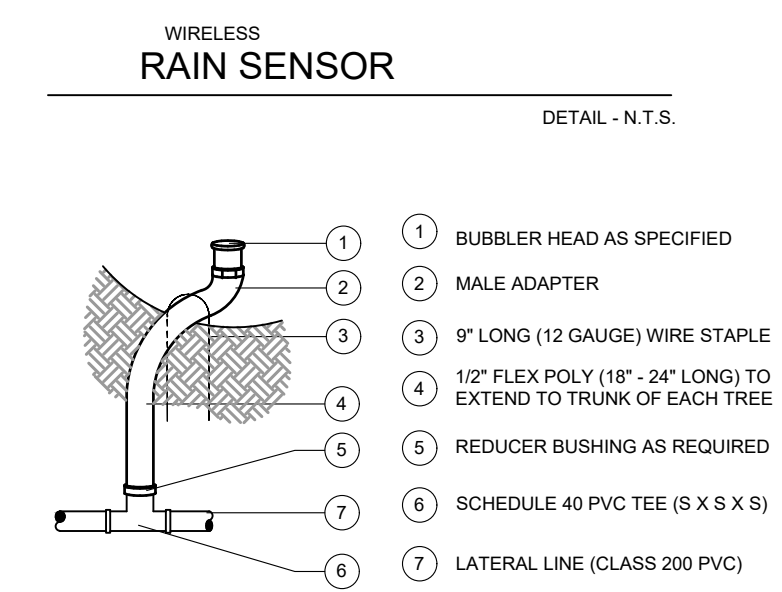 WIRELESS
RAIN SENSOR
DETAIL - N.T.S.
1
2
3
4
5
7
6
1 BUBBLER HEAD AS SPECIFIED
2 MALE ADAPTER
3 9" LONG (12 GAUGE) WIRE STAPLE
4 1/2" FLEX POLY (18" - 24" LONG) TO
EXTEND TO TRUNK OF EACH TREE
5 REDUCER BUSHING AS REQUIRED
6 SCHEDULE 40 PVC TEE (S X S X S)
7 LATERAL LINE (CLASS 200 PVC)